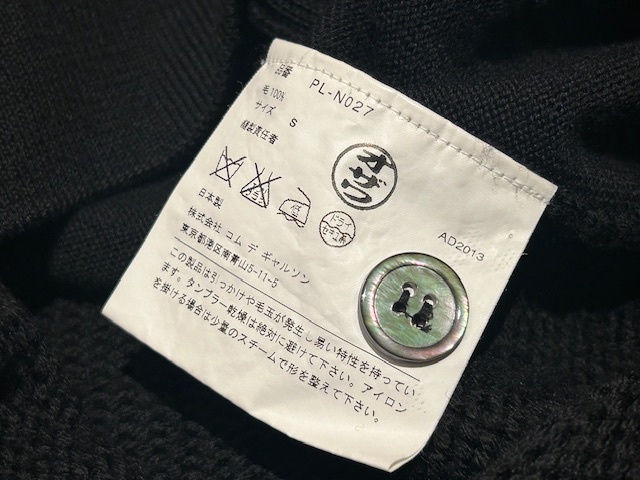 品番 PL-N027
毛100%
サイズ S
縫製責任者
オザワ
低
ドライ
セキユ系
日本製 AD2013
株式会社 コム デ ギャルソン
東京都港区南青山5-11-5
この製品は引っかけや毛玉が発生し易い特性を持ってい
ます。タンブラー乾燥は絶対に避けて下さい。アイロン
を掛ける場合は少量のスチームで形を整えて下さい。